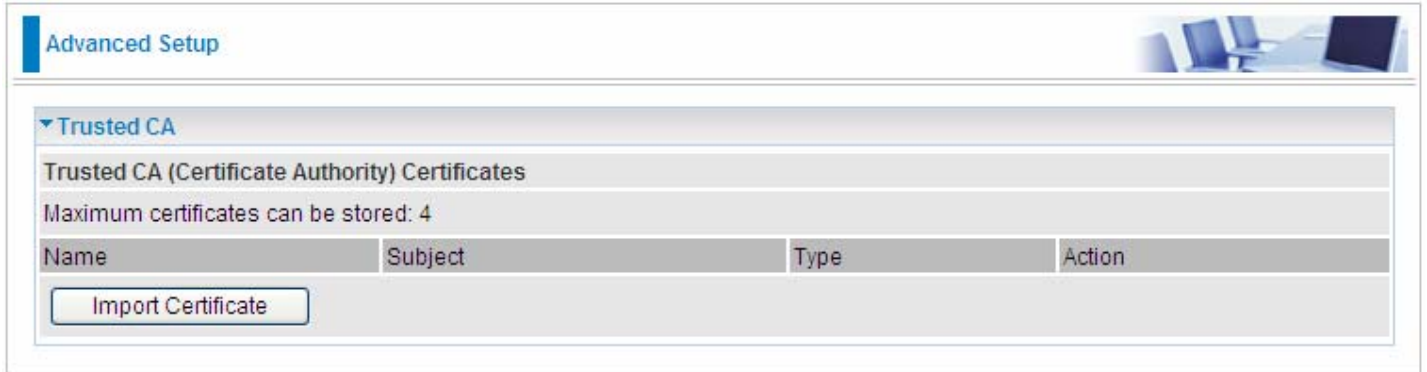 Advanced Setup
Trusted CA
Trusted CA (Certificate Authority) Certificates
Maximum certificates can be stored: 4
Name Subject Type Action
Import Certificate